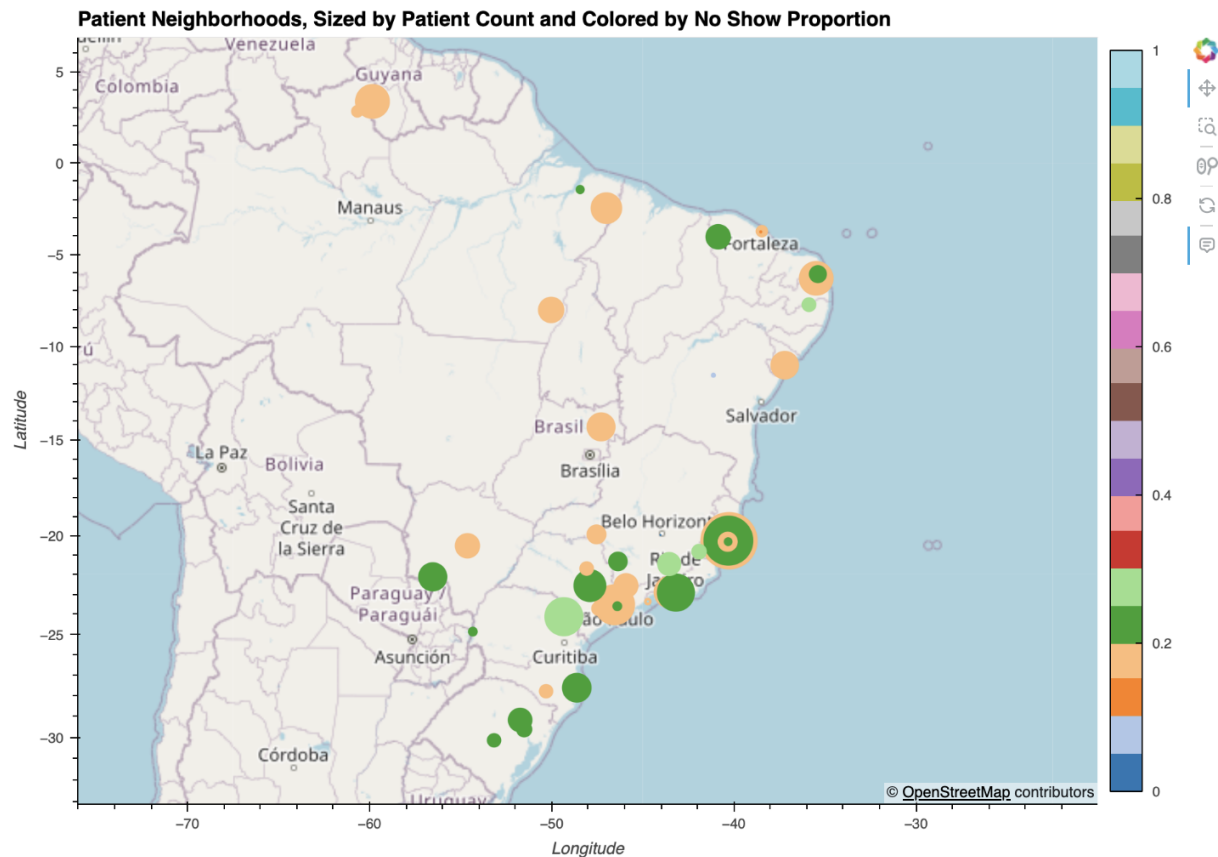 Patient Neighborhoods, Sized by Patient Count and Colored by No Show Proportion
Venezuela
Guyana
Colombia
Manaus
Fortaleza
ú
Salvador
Brasil
Brasília
La Paz
Bolivia
Santa
Cruz de
la Sierra
Belo Horizont
Paraguay /
Paraguái
Asunción
Curitiba
Córdoba
Uruguay
5
0
−5
−10
−15
−20
−25
−30
Latitude
−70
−60
−50
−40
−30
Longitude
1
0.8
0.6
0.4
0.2
0
© OpenStreetMap contributors